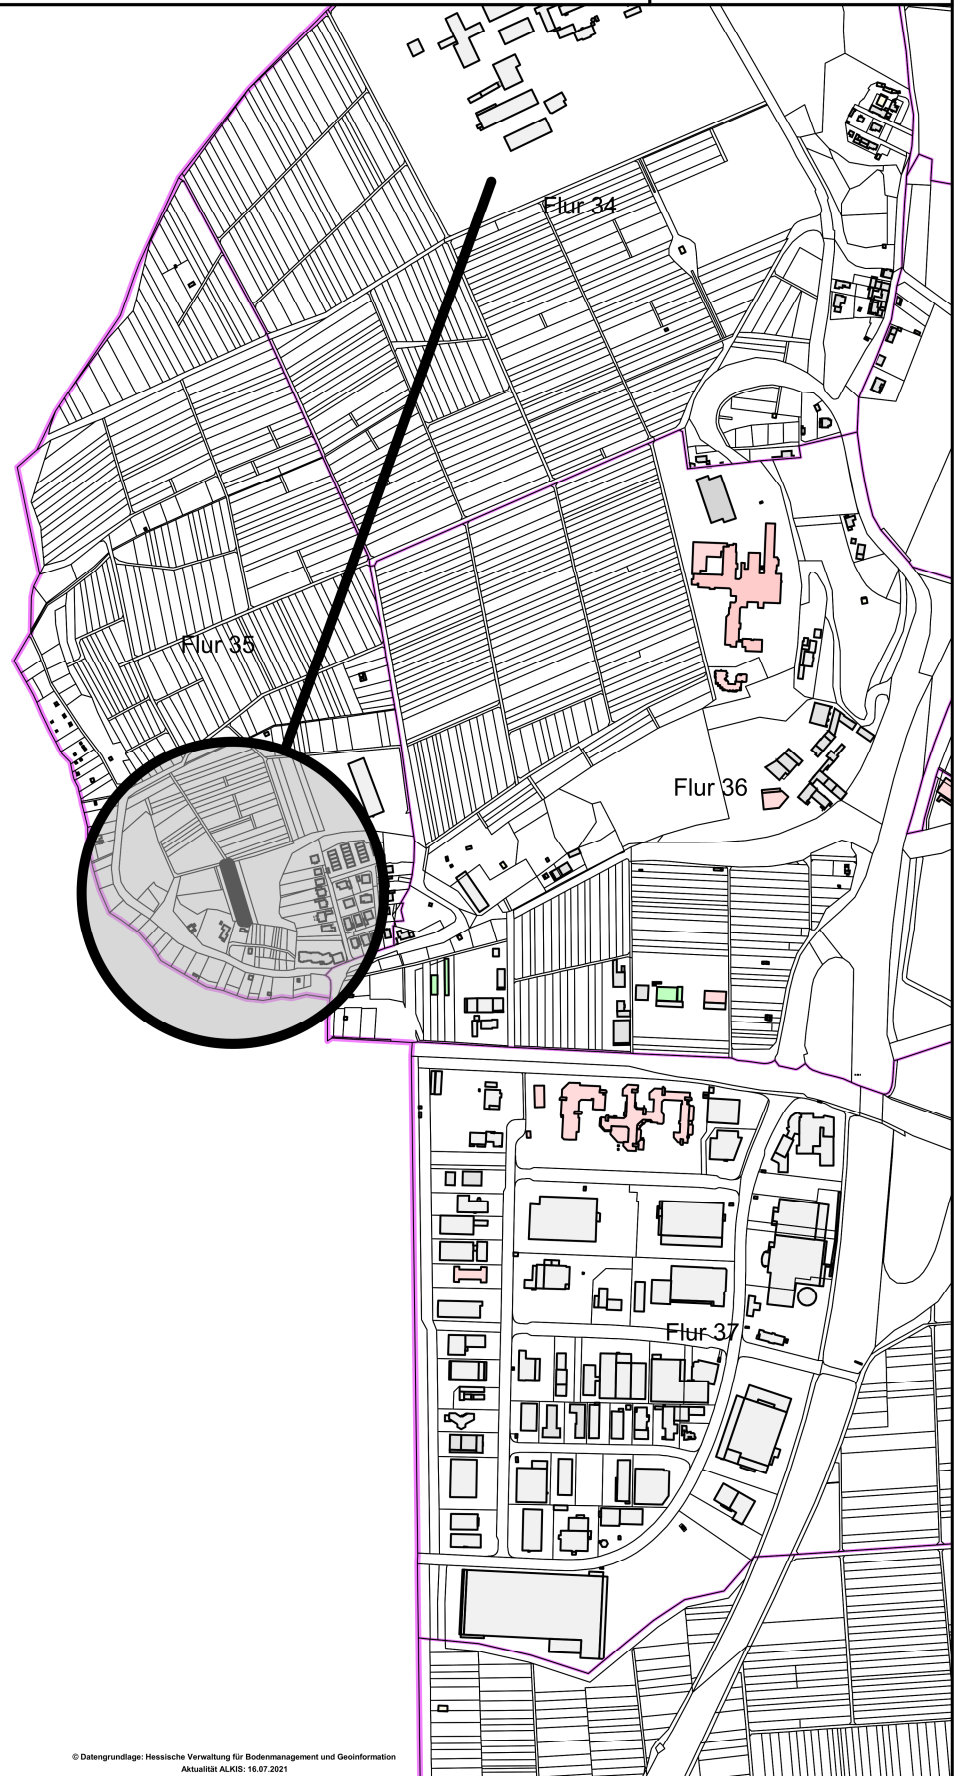 Flur 34
Flur 35
Flur 36
Flur 37
© Datengrundlage: Hessische Verwaltung für Bodenmanagement und Geoinformation
Aktualität ALKIS: 16.07.2021